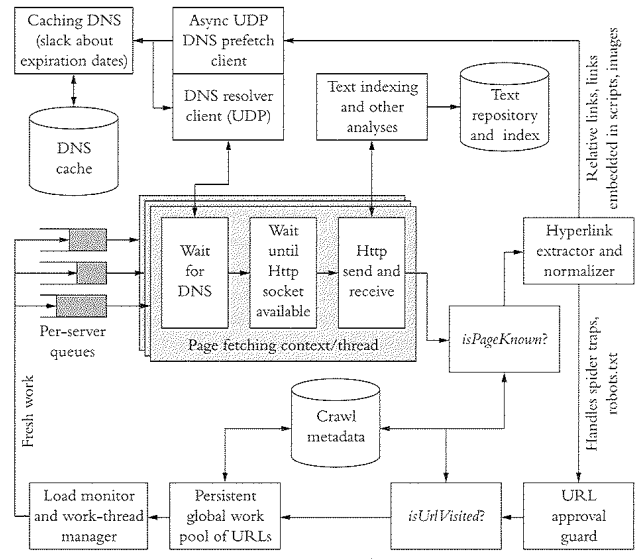 Caching DNS
(slack about
expiration dates)
Async UDP
DNS prefetch
client
DNS resolver
client (UDP)
DNS
cache
Text indexing
and other
analyses
Text
repository
and index
Relative links, links
embedded in scripts, images
Wait
for
DNS
Wait
until
Http
socket
available
Http
send and
receive
Page fetching context/thread
Per-server
queues
Hyperlink
extractor and
normalizer
isPageKnown?
Handles spider traps,
robots.txt
Fresh work
Crawl
metadata
Load monitor
and work-thread
manager
Persistent
global work
pool of URLs
isUrlVisited?
URL
approval
guard